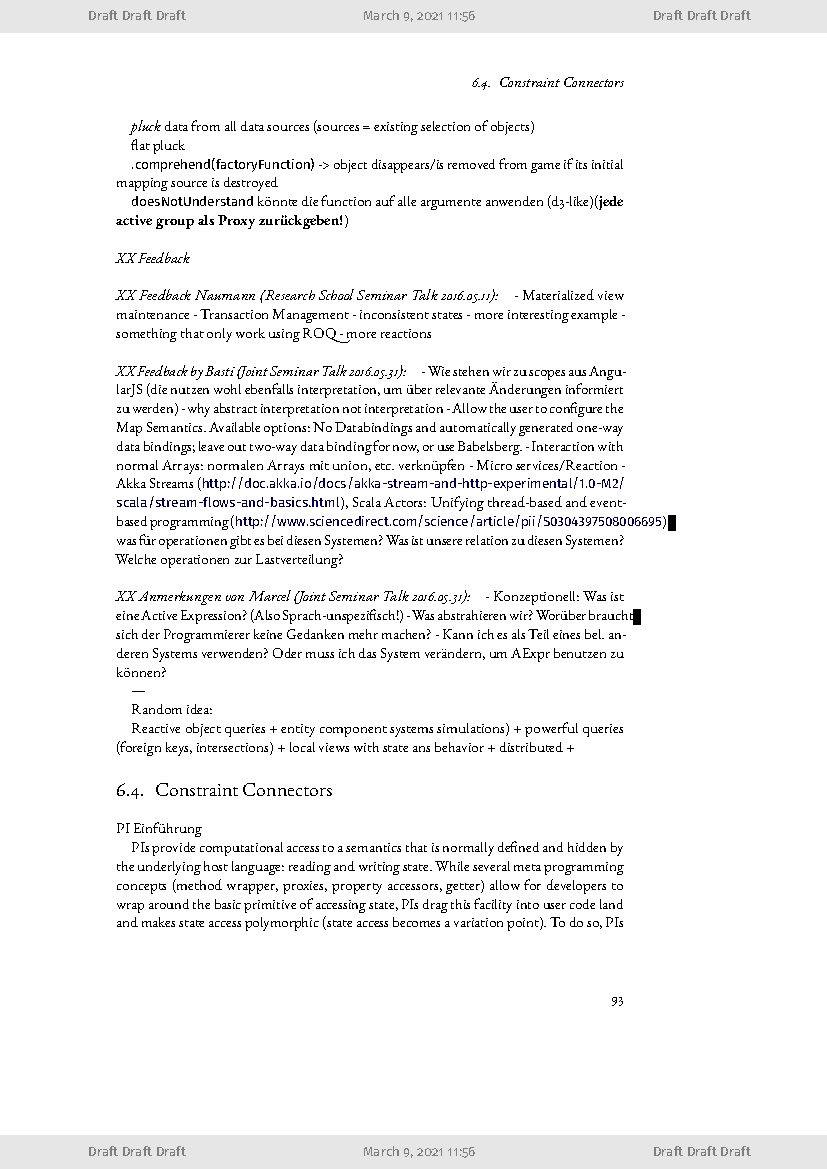 Draft Draft Draft March 9, 2021 11:56 Draft Draft Draft
6.4. Constraint Connectors
pluck data from all data sources (sources = existing selection of objects)
flat pluck
.comprehend(factoryFunction) -> object disappears/is removed from game if its initial
mapping source is destroyed
doesNotUnderstand könnte die function auf alle argumente anwenden (d3-like)(jede
active group als Proxy zurückgeben!)
XX Feedback
XX Feedback Naumann (Research School Seminar Talk 2016.05.11): - Materialized view
maintenance - Transaction Management - inconsistent states - more interesting example -
something that only work using ROQ - more reactions
XX Feedback by Basti (Joint Seminar Talk 2016.05.31): - Wie stehen wir zu scopes aus Angu-
larJS (die nutzen wohl ebenfalls interpretation, um über relevante Änderungen informiert
zu werden) - why abstract interpretation not interpretation - Allow the user to configure the
Map Semantics. Available options: No Databindings and automatically generated one-way
data bindings; leave out two-way data binding for now, or use Babelsberg. - Interaction with
normal Arrays: normalen Arrays mit union, etc. verknüpfen - Micro services/Reaction -
Akka Streams (http://doc.akka.io/docs/akka-stream-and-http-experimental/1.0-M2/
scala/stream-flows-and-basics.html), Scala Actors: Unifying thread-based and event-
based programming (http://www.sciencedirect.com/science/article/pii/S0304397508006695)
was für operationen gibt es bei diesen Systemen? Was ist unsere relation zu diesen Systemen?
Welche operationen zur Lastverteilung?
XX Anmerkungen von Marcel (Joint Seminar Talk 2016.05.31): - Konzeptionell: Was ist
eine Active Expression? (Also Sprach-unspezifisch!) - Was abstrahieren wir? Worüber braucht
sich der Programmierer keine Gedanken mehr machen? - Kann ich es als Teil eines bel. an-
deren Systems verwenden? Oder muss ich das System verändern, um AExpr benutzen zu
können?
—
Random idea:
Reactive object queries + entity component systems simulations) + powerful queries
(foreign keys, intersections) + local views with state ans behavior + distributed +
6.4. Constraint Connectors
PI Einführung
PIs provide computational access to a semantics that is normally defined and hidden by
the underlying host language: reading and writing state. While several meta programming
concepts (method wrapper, proxies, property accessors, getter) allow for developers to
wrap around the basic primitive of accessing state, PIs drag this facility into user code land
and makes state access polymorphic (state access becomes a variation point). To do so, PIs
93
Draft Draft Draft March 9, 2021 11:56 Draft Draft Draft